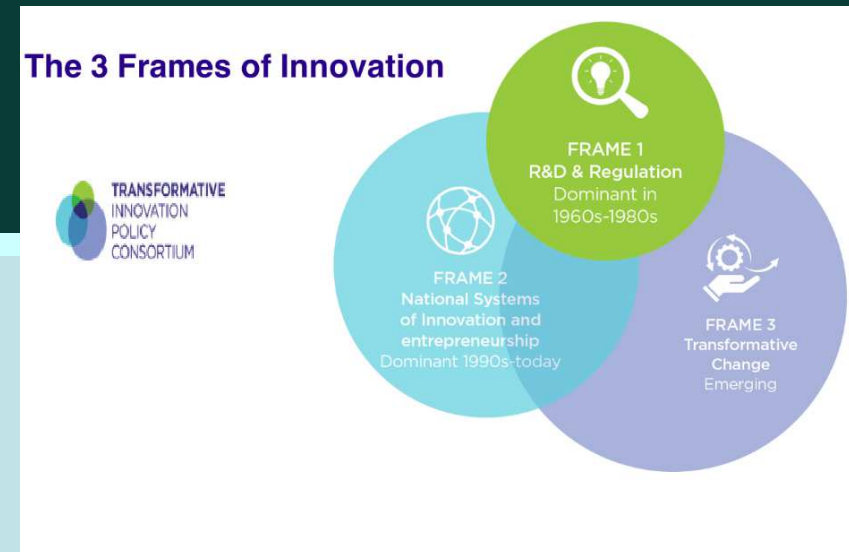 The 3 Frames of Innovation
TRANSFORMATIVE
INNOVATION
POLICY
CONSORTIUM
FRAME 1
R&D & Regulation
Dominant in
1960s-1980s
FRAME 2
National Systems
of Innovation and
entrepreneurship
Dominant 1990s-today
FRAME 3
Transformative
Change
Emerging